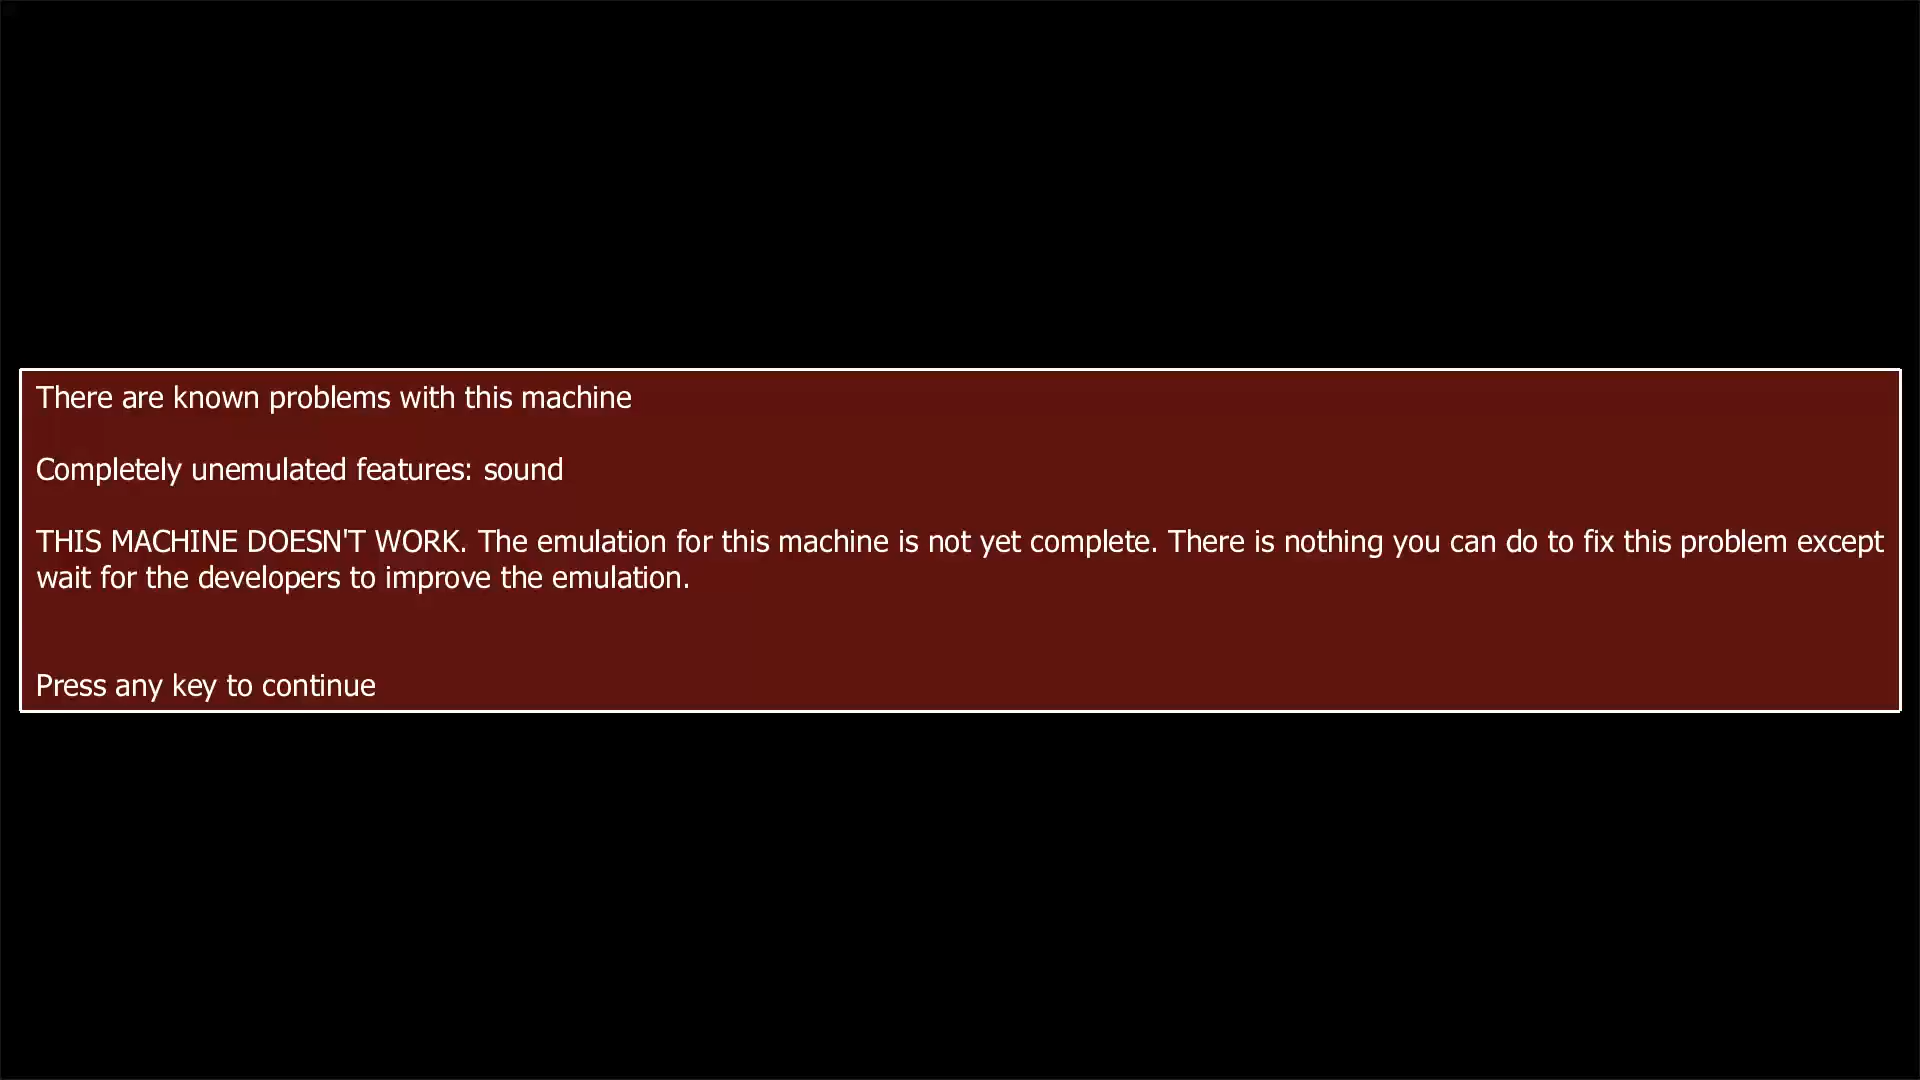 There are known problems with this machine
Completely unemulated features: sound
THIS MACHINE DOESN'T WORK. The emulation for this machine is not yet complete. There is nothing you can do to fix this problem except
wait for the developers to improve the emulation.
Press any key to continue